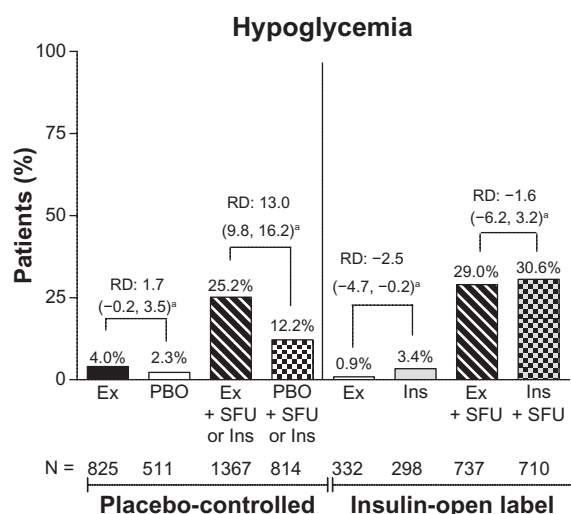 Hypoglycemia
Patients (%)
100
75
50
25
0
RD: 1.7
(−0.2, 3.5)ᵃ
4.0%
2.3%
RD: 13.0
(9.8, 16.2)ᵃ
25.2%
12.2%
RD: −2.5
(−4.7, −0.2)ᵃ
0.9%
3.4%
RD: −1.6
(−6.2, 3.2)ᵃ
29.0%
30.6%
Ex
PBO
Ex
+ SFU
or Ins
PBO
+ SFU
or Ins
Ex
Ins
Ex
+ SFU
Ins
+ SFU
N = 825 511 1367 814 332 298 737 710
Placebo-controlled
Insulin-open label